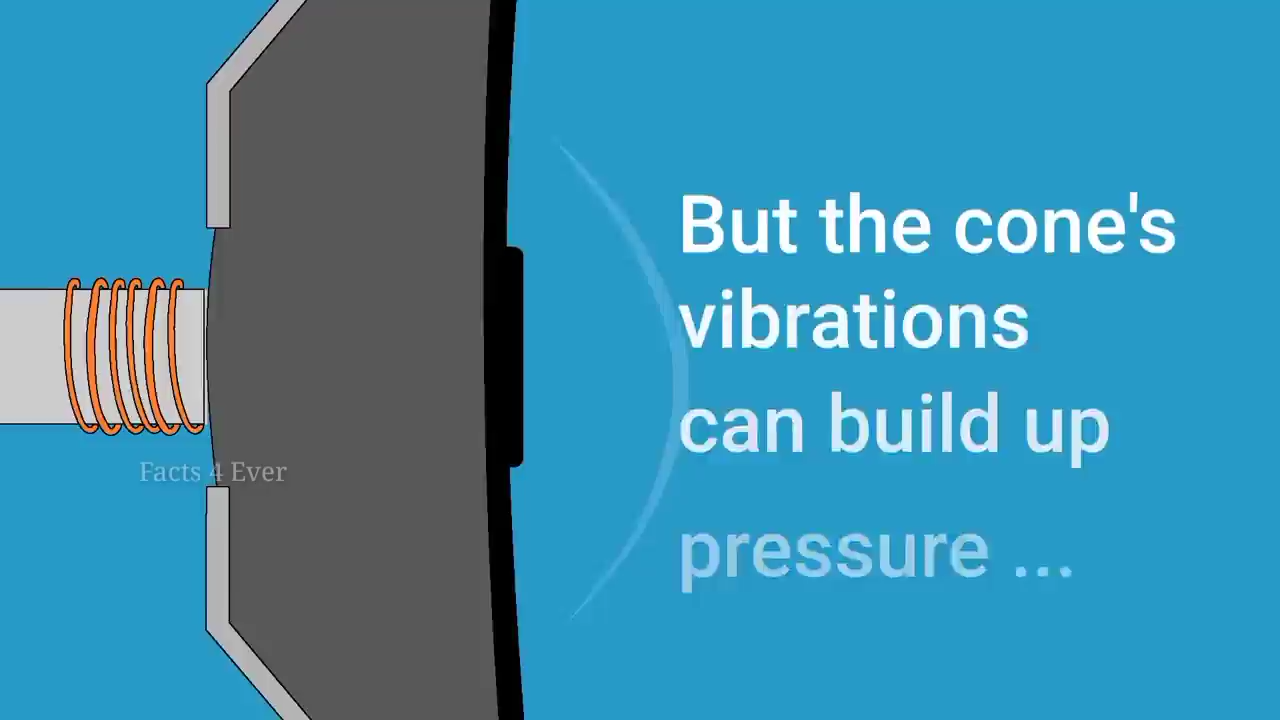 But the cone's
vibrations
can build up
pressure ...
Facts 4 Ever